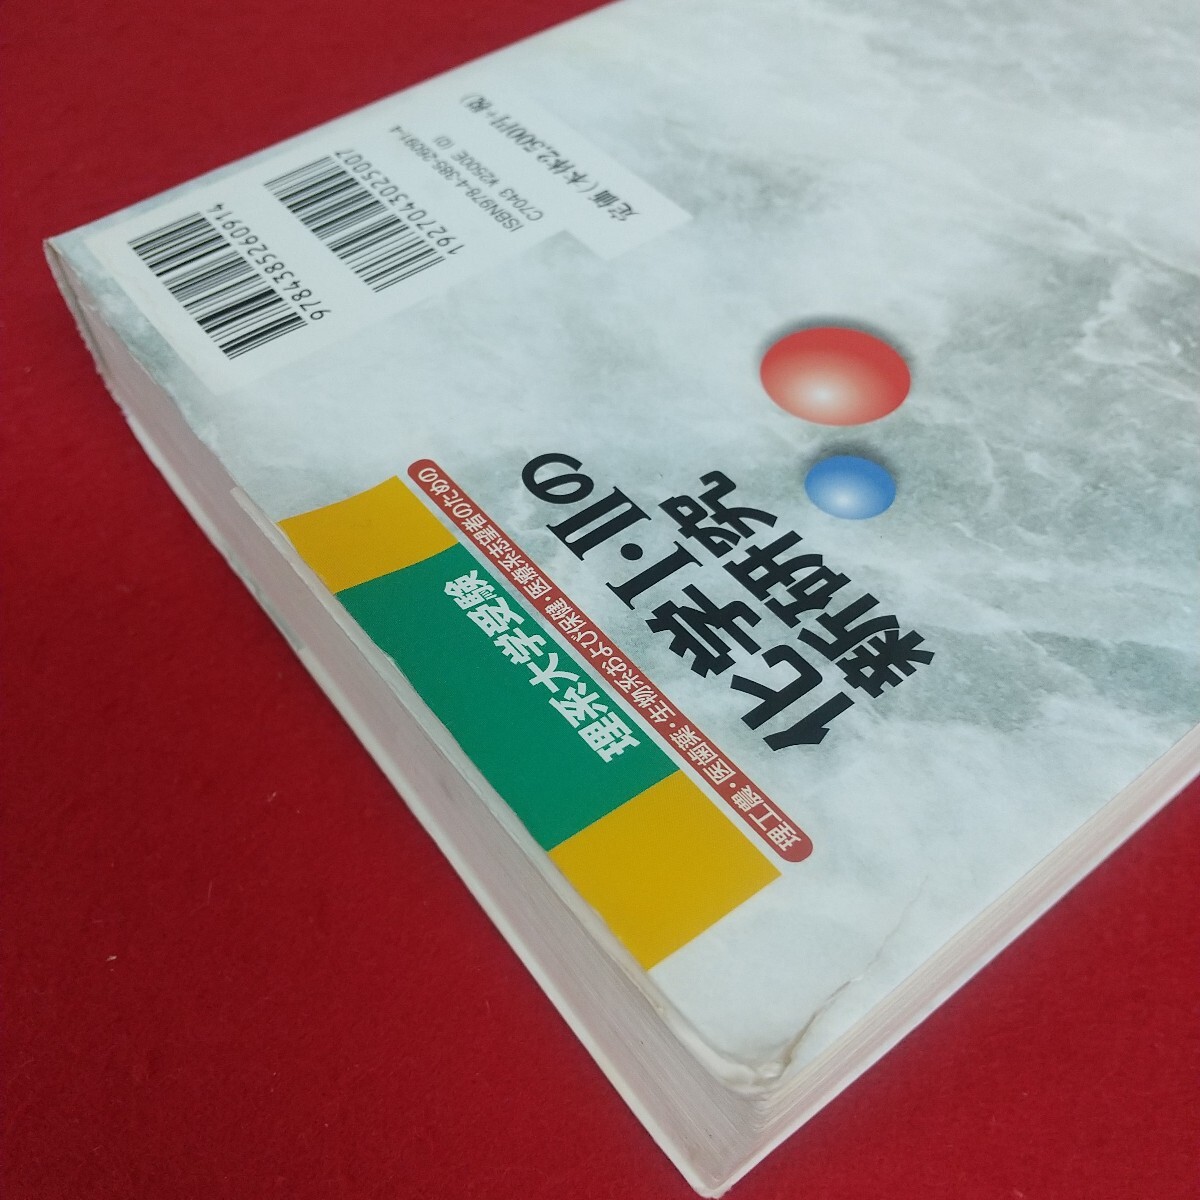 9784385260914
1927043025007
ISBN978-4-385-26091-4
C7043 ¥2500E (0)
定価(本体2,500円+税)
理系大学受験
理工農・医歯薬・生物系および保健・医療系志望者のための
化学I・IIの
新研究